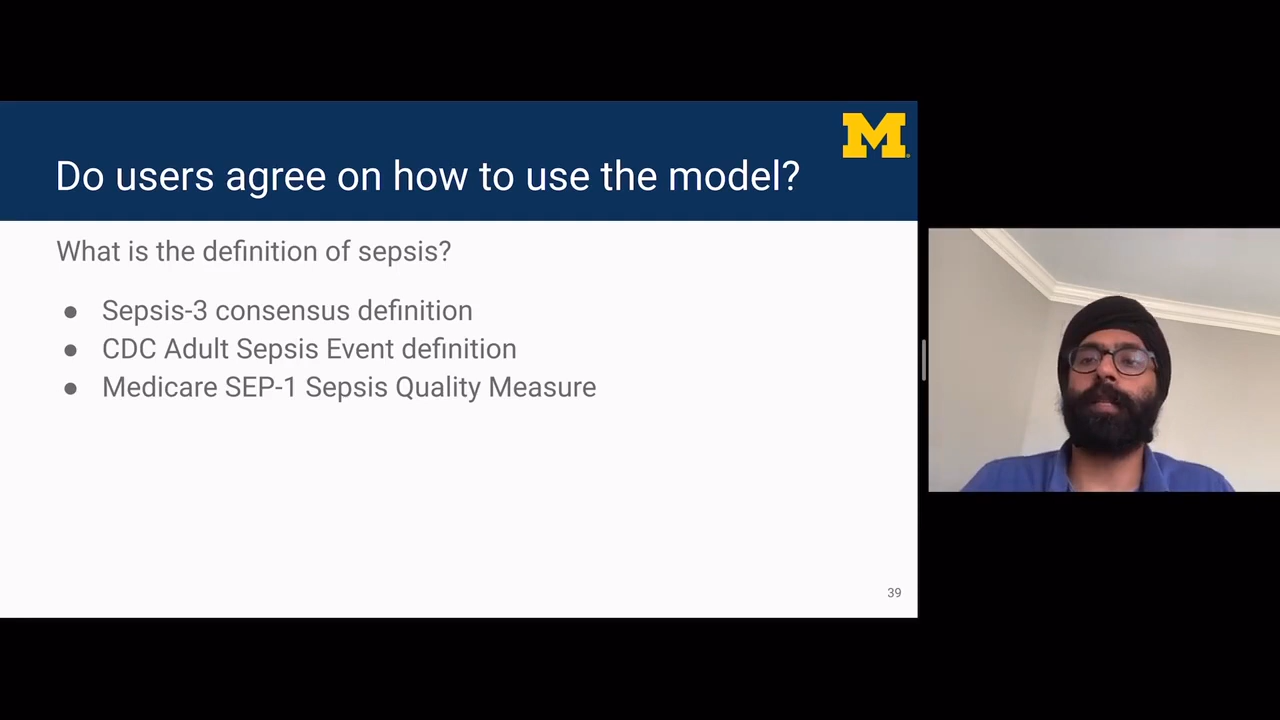 M
Do users agree on how to use the model?
What is the definition of sepsis?
● Sepsis-3 consensus definition
● CDC Adult Sepsis Event definition
● Medicare SEP-1 Sepsis Quality Measure
39